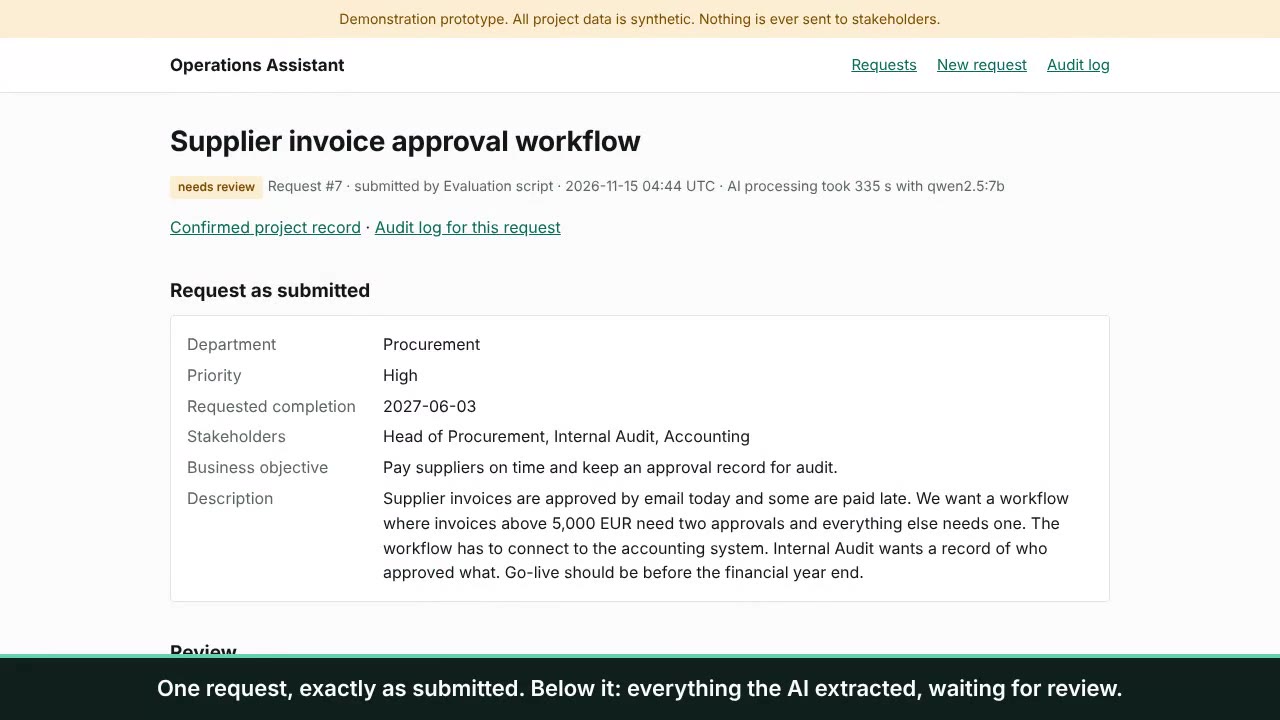 Demonstration prototype. All project data is synthetic. Nothing is ever sent to stakeholders.
Operations Assistant
Requests New request Audit log
Supplier invoice approval workflow
needs review Request #7 · submitted by Evaluation script · 2026-11-15 04:44 UTC · AI processing took 335 s with qwen2.5:7b
Confirmed project record · Audit log for this request
Request as submitted
Department Procurement
Priority High
Requested completion 2027-06-03
Stakeholders Head of Procurement, Internal Audit, Accounting
Business objective Pay suppliers on time and keep an approval record for audit.
Description Supplier invoices are approved by email today and some are paid late. We want a workflow
where invoices above 5,000 EUR need two approvals and everything else needs one. The
workflow has to connect to the accounting system. Internal Audit wants a record of who
approved what. Go-live should be before the financial year end.
Review
One request, exactly as submitted. Below it: everything the AI extracted, waiting for review.